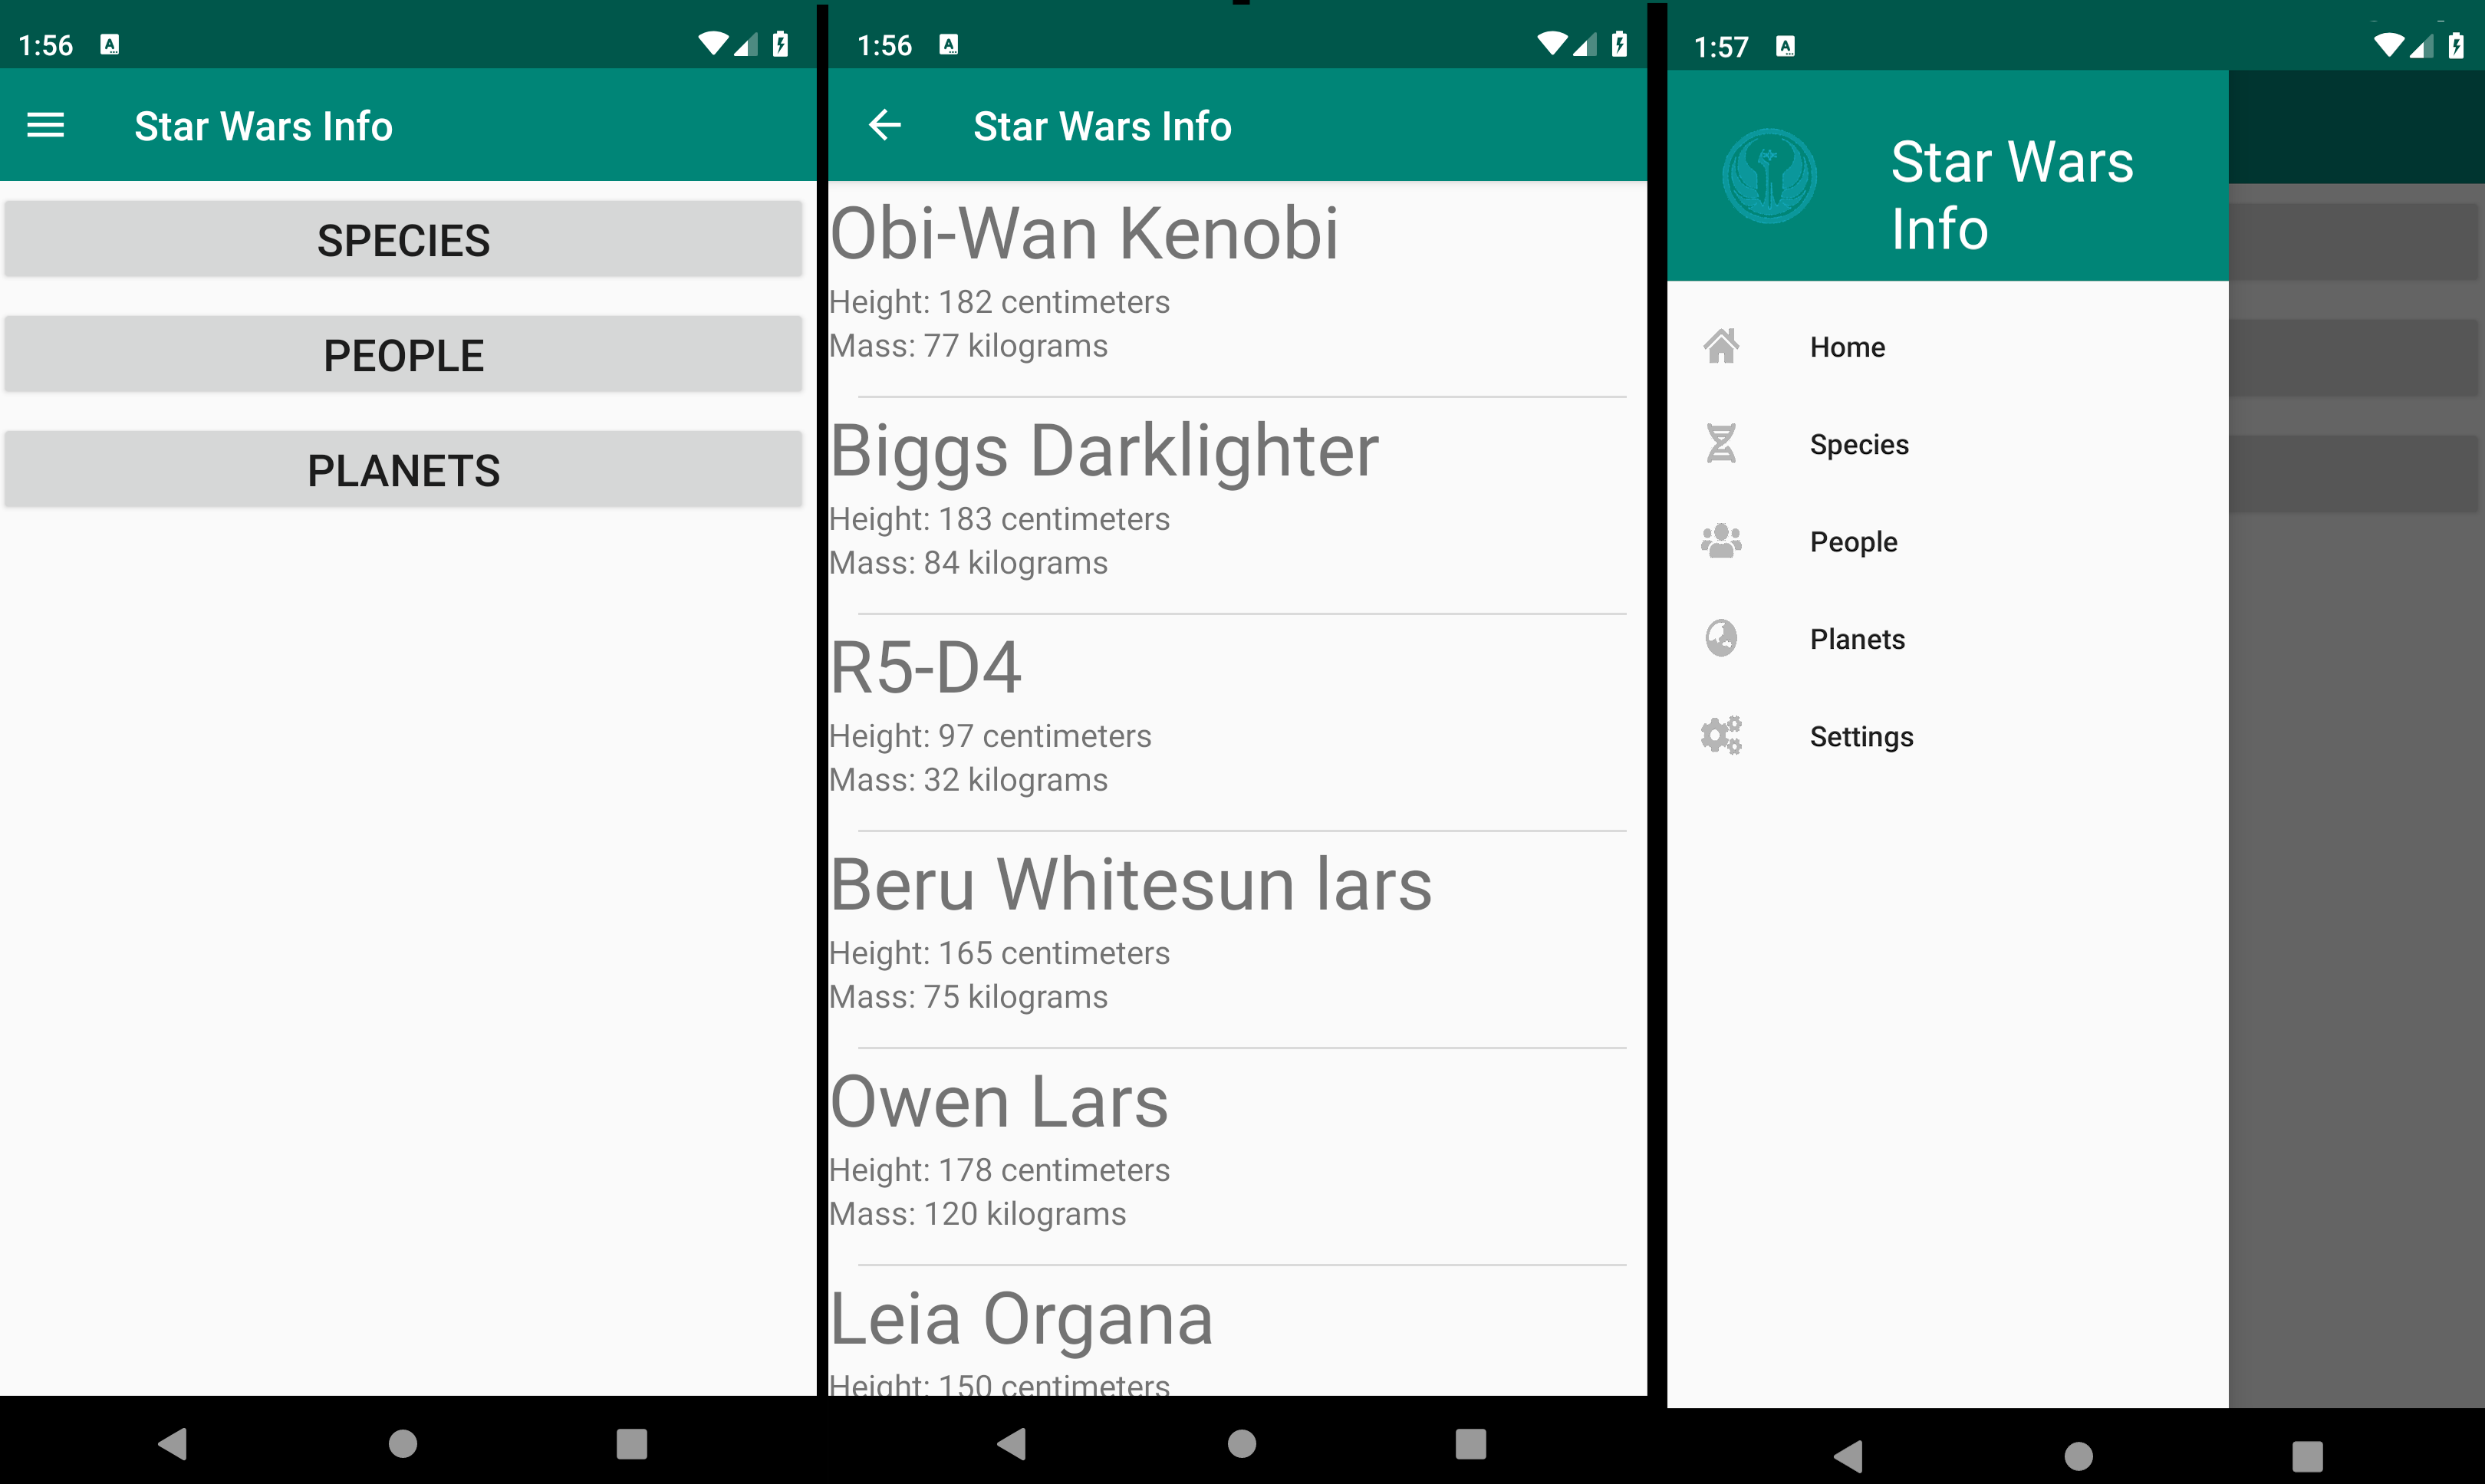 1:56
Star Wars Info
SPECIES
PEOPLE
PLANETS
1:56
Star Wars Info
Obi-Wan Kenobi
Height: 182 centimeters
Mass: 77 kilograms
Biggs Darklighter
Height: 183 centimeters
Mass: 84 kilograms
R5-D4
Height: 97 centimeters
Mass: 32 kilograms
Beru Whitesun lars
Height: 165 centimeters
Mass: 75 kilograms
Owen Lars
Height: 178 centimeters
Mass: 120 kilograms
Leia Organa
Height: 150 centimeters
1:57
Star Wars
Info
Home
Species
People
Planets
Settings